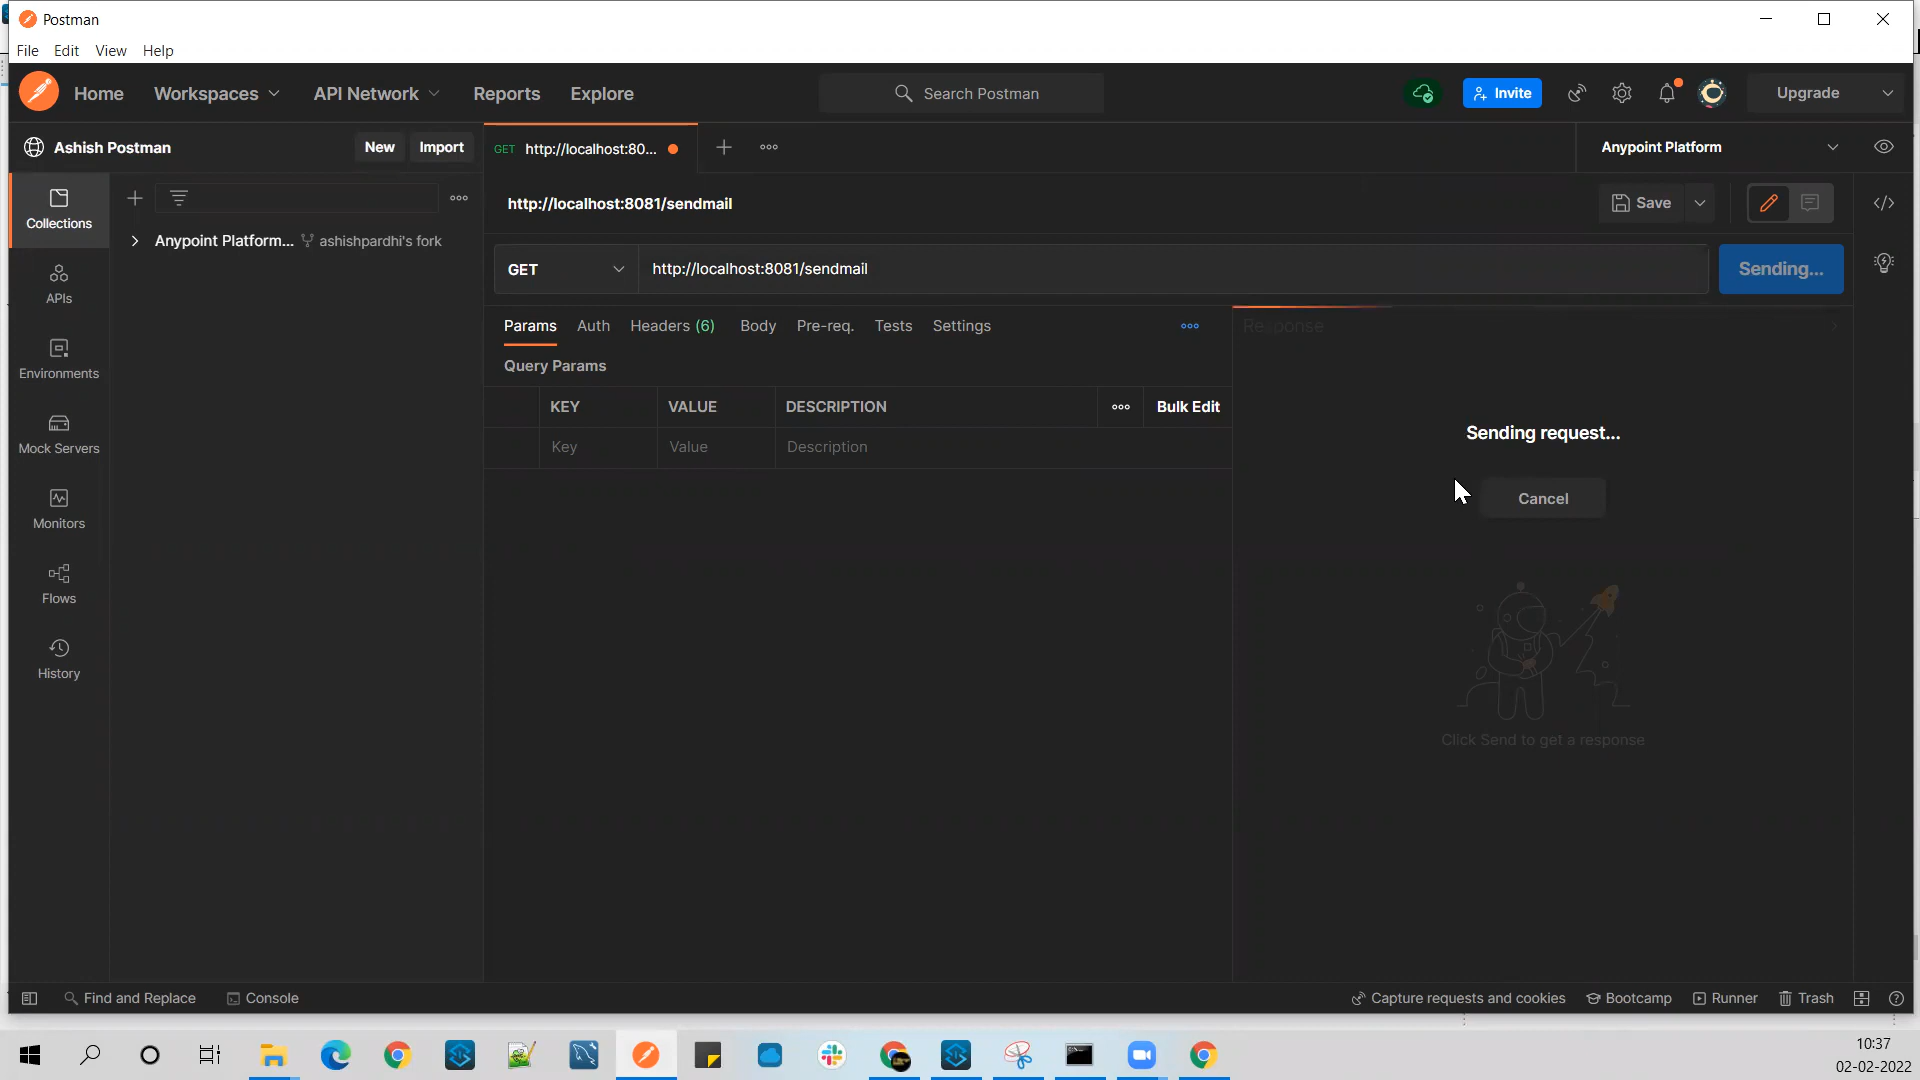 Postman
File Edit View Help
Home Workspaces API Network Reports Explore Search Postman Invite Upgrade
Ashish Postman New Import GET http://localhost:80... Anypoint Platform
http://localhost:8081/sendmail Save
Collections
Anypoint Platform... ashishpardhi's fork
GET http://localhost:8081/sendmail Sending...
APIs
Params Auth Headers (6) Body Pre-req. Tests Settings Response
Environments
Query Params
KEY VALUE DESCRIPTION Bulk Edit
Key Value Description
Mock Servers
Sending request...
Cancel
Monitors
Flows
History
Click Send to get a response
Find and Replace Console Capture requests and cookies Bootcamp Runner Trash
10:37
02-02-2022